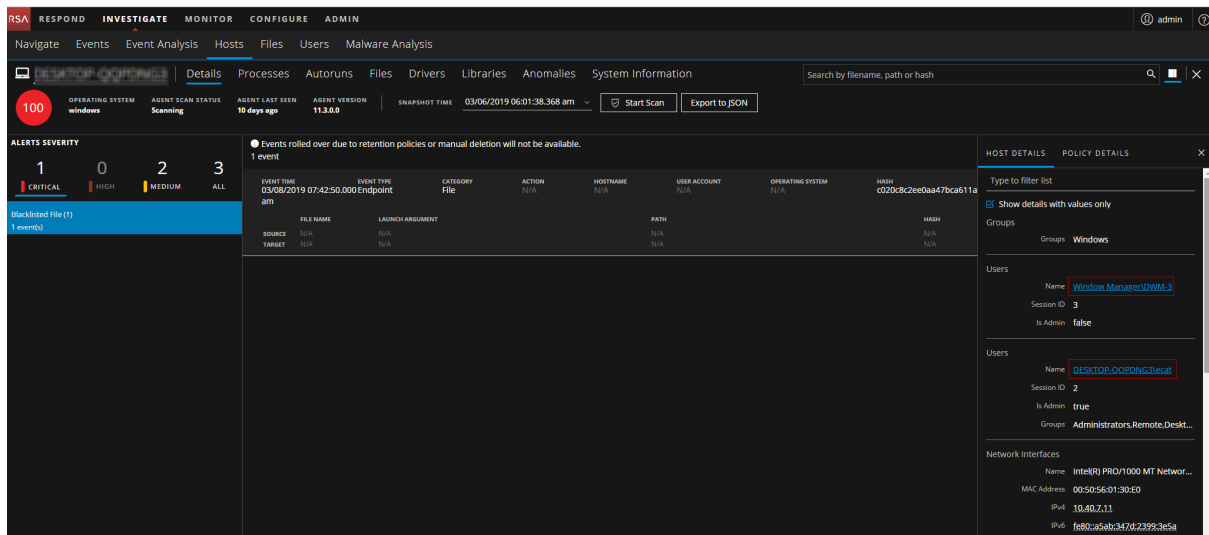 RSA RESPOND INVESTIGATE MONITOR CONFIGURE ADMIN admin
Navigate Events Event Analysis Hosts Files Users Malware Analysis
Details Processes Autoruns Files Drivers Libraries Anomalies System Information Search by filename, path or hash
100
OPERATING SYSTEM AGENT SCAN STATUS AGENT LAST SEEN AGENT VERSION
windows Scanning 10 days ago 11.3.0.0
SNAPSHOT TIME 03/06/2019 06:01:38.368 am Start Scan Export to JSON
ALERTS SEVERITY
1 0 2 3
CRITICAL HIGH MEDIUM ALL
Blacklisted File (1)
1 event(s)
Events rolled over due to retention policies or manual deletion will not be available.
1 event
EVENT TIME EVENT TYPE CATEGORY ACTION HOSTNAME USER ACCOUNT OPERATING SYSTEM HASH
03/08/2019 07:42:50.000 Endpoint File N/A N/A N/A N/A c020c8c2ee0aa47bca611a
am
FILE NAME LAUNCH ARGUMENT PATH HASH
SOURCE N/A N/A N/A N/A
TARGET N/A N/A N/A N/A
HOST DETAILS POLICY DETAILS
Type to filter list
Show details with values only
Groups
Groups Windows
Users
Name Window Manager\DWM-3
Session ID 3
Is Admin false
Users
Name DESKTOP-QQPDNG3\ecat
Session ID 2
Is Admin true
Groups Administrators,Remote,Deskt...
Network Interfaces
Name Intel(R) PRO/1000 MT Networ...
MAC Address 00:50:56:01:30:E0
IPv4 10.40.7.11
IPv6 fe80::a5ab:347d:2399:3e5a